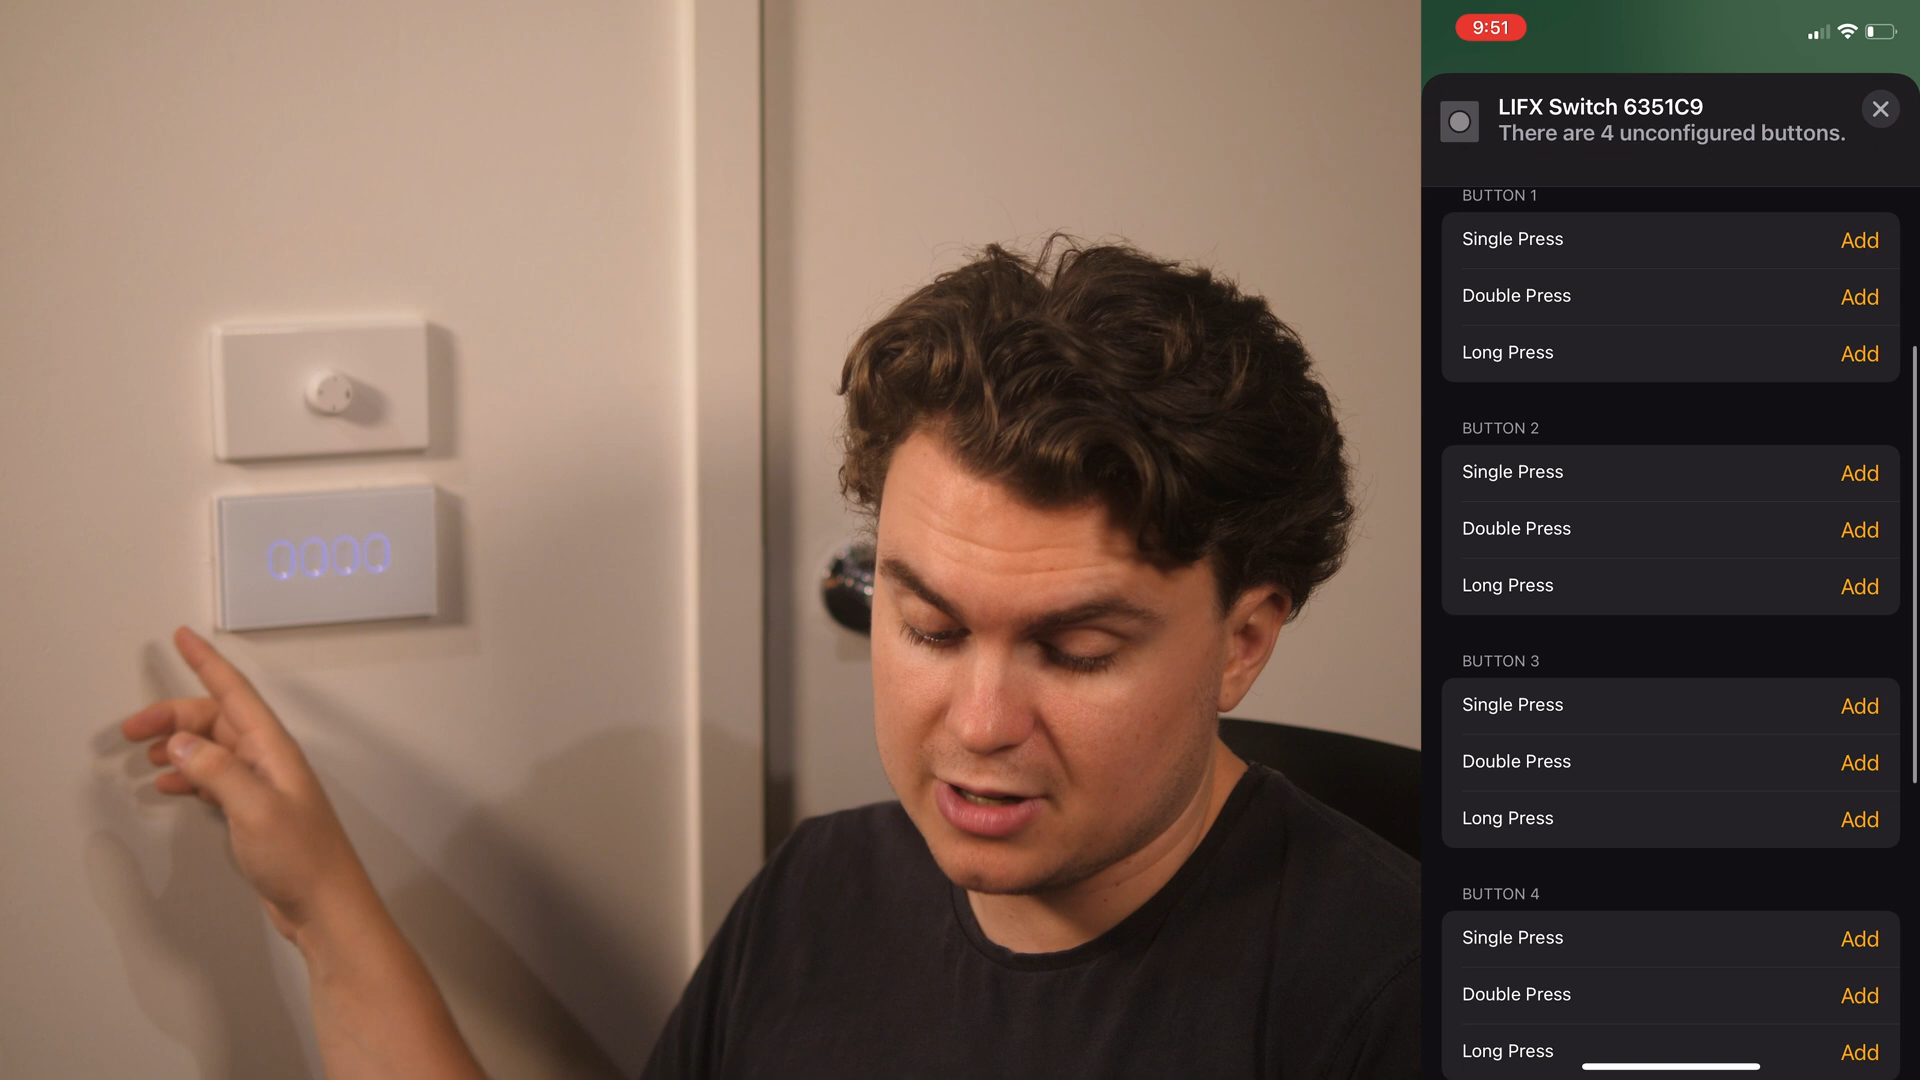 9:51
LIFX Switch 6351C9
There are 4 unconfigured buttons.
BUTTON 1
Single Press Add
Double Press Add
Long Press Add
BUTTON 2
Single Press Add
Double Press Add
Long Press Add
BUTTON 3
Single Press Add
Double Press Add
Long Press Add
BUTTON 4
Single Press Add
Double Press Add
Long Press Add